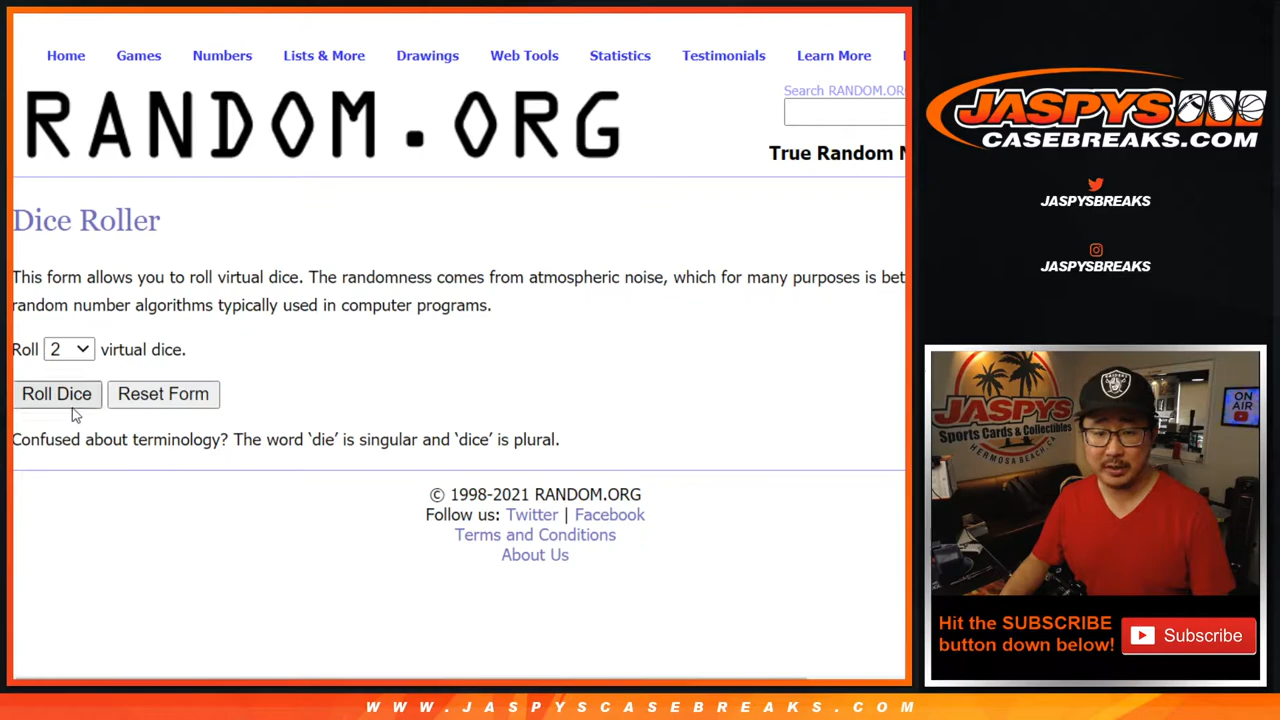 Home Games Numbers Lists & More Drawings Web Tools Statistics Testimonials Learn More
RANDOM.ORG
Search RANDOM.OR
True Random
Dice Roller
This form allows you to roll virtual dice. The randomness comes from atmospheric noise, which for many purposes is bet
random number algorithms typically used in computer programs.
Roll 2 virtual dice.
Roll Dice Reset Form
Confused about terminology? The word ‘die’ is singular and ‘dice’ is plural.
© 1998-2021 RANDOM.ORG
Follow us: Twitter | Facebook
Terms and Conditions
About Us
JASPYS
CASEBREAKS.COM
JASPYSBREAKS
JASPYSBREAKS
JASPYS
Sports Cards & Collectibles
HERMOSA BEACH, CA
RAIDERS
ON
AIR
Hit the SUBSCRIBE
button down below!
Subscribe
WWW.JASPYSCASEBREAKS.COM